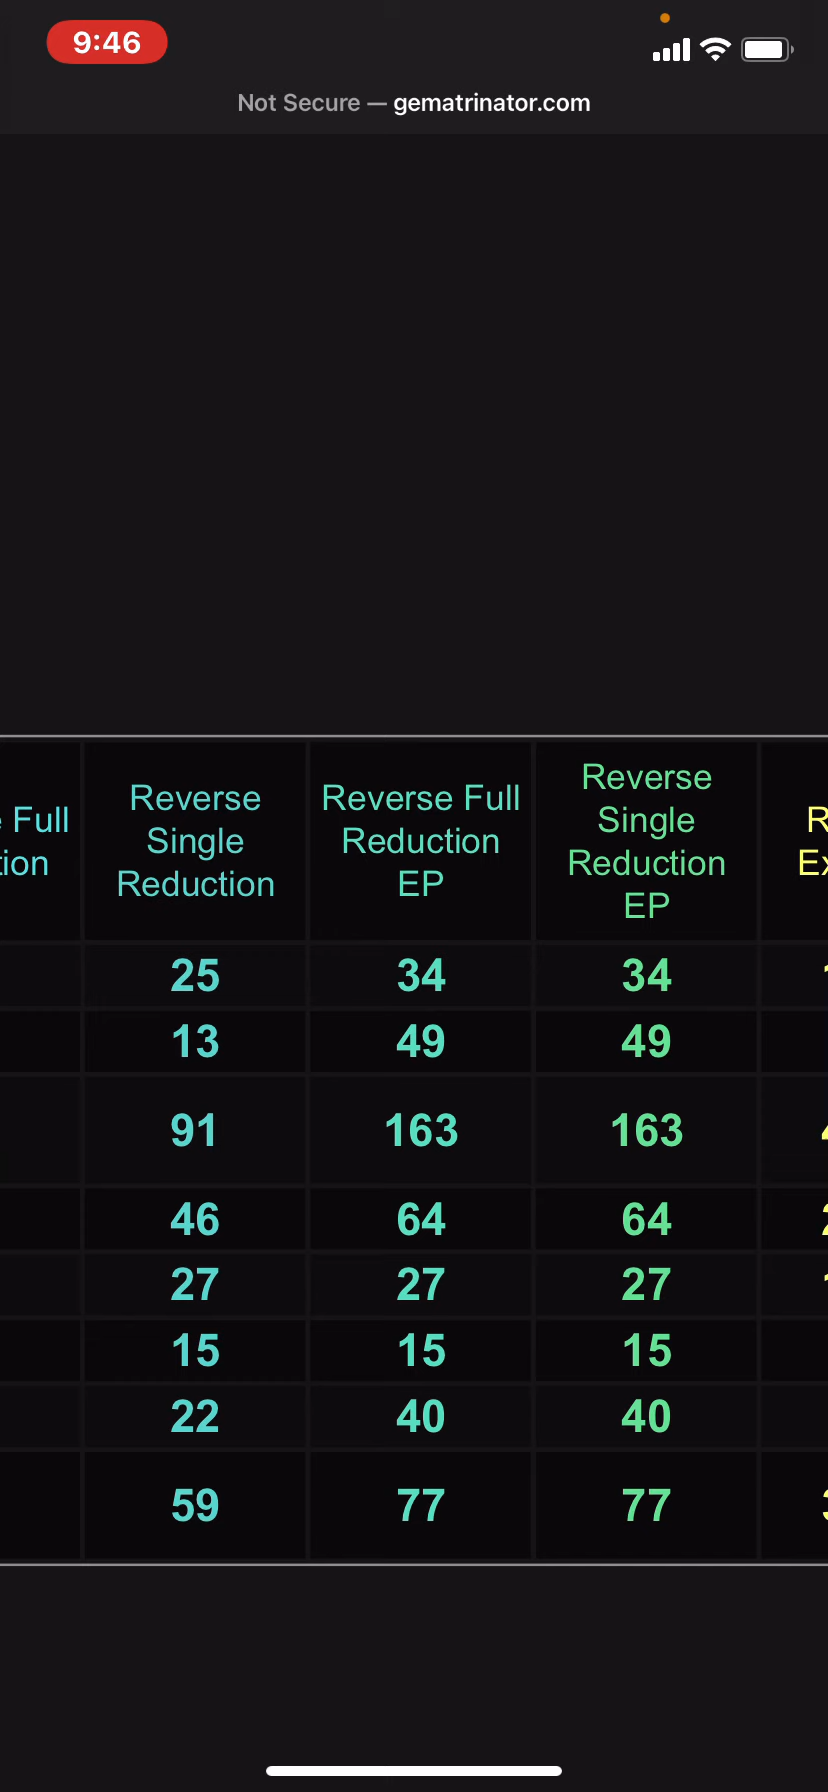 9:46
Not Secure — gematrinator.com
Full
Reverse
Single
Reduction
Reverse Full
Reduction
EP
Reverse
Single
Reduction
EP
25 34 34
13 49 49
91 163 163
46 64 64
27 27 27
15 15 15
22 40 40
59 77 77